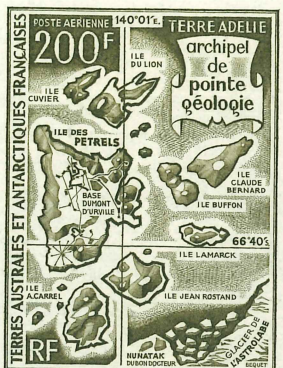 POSTE AÉRIENNE
200F
140°01'E.
TERRE ADELIE
archipel
de
pointe
géologie
ILE
DU LION
ILE
CUVIER
ILE DES
PETRELS
BASE
DUMONT
D'URVILLE
ILE
CLAUDE
BERNARD
ILE BUFFON
66°40's
ILE LAMARCK
ILE
A.CARREL
ILE JEAN ROSTAND
NUNATAK
DU BON DOCTEUR
GLACIER DE
L'ASTROLABE
RF
BEQUET
TERRES AUSTRALES ET ANTARCTIQUES FRANÇAISES